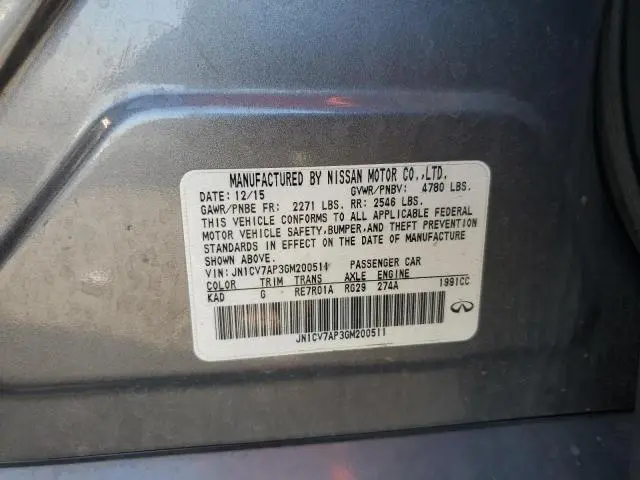 MANUFACTURED BY NISSAN MOTOR CO.,LTD.
DATE: 12/15 GVWR/PNBV: 4780 LBS.
GAWR/PNBE FR: 2271 LBS. RR: 2546 LBS.
THIS VEHICLE CONFORMS TO ALL APPLICABLE FEDERAL
MOTOR VEHICLE SAFETY,BUMPER,AND THEFT PREVENTION
STANDARDS IN EFFECT ON THE DATE OF MANUFACTURE
SHOWN ABOVE.
VIN: JN1CV7AP3GM200511 PASSENGER CAR
COLOR TRIM TRANS AXLE ENGINE
KAD G RE7R01A RG29 274A 1991CC
JN1CV7AP3GM200511